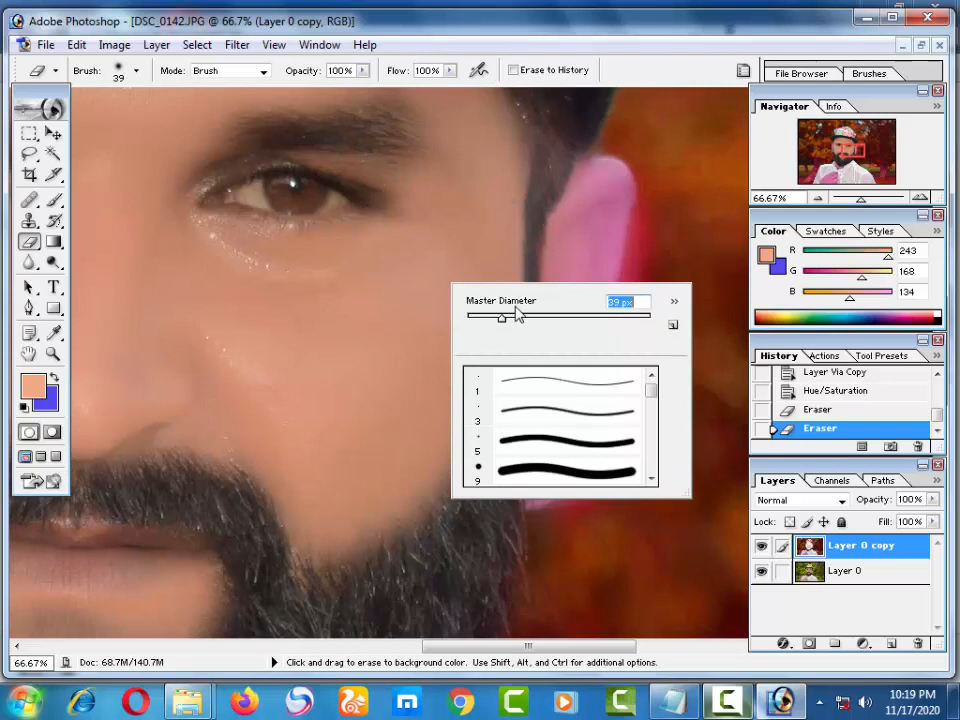 Adobe Photoshop - [DSC_0142.JPG @ 66.7% (Layer 0 copy, RGB)]
File Edit Image Layer Select Filter View Window Help
Brush: 39 Mode: Brush Opacity: 100% Flow: 100% Erase to History File Browser Brushes
Navigator Info
66.67%
Color Swatches Styles
R 243
G 168
B 134
Master Diameter 39 px
1
3
5
9
History Actions Tool Presets
Layer Via Copy
Hue/Saturation
Eraser
Eraser
Layers Channels Paths
Normal Opacity: 100%
Lock: Fill: 100%
Layer 0 copy
Layer 0
66.67% Doc: 68.7M/140.7M Click and drag to erase to background color. Use Shift, Alt, and Ctrl for additional options.
10:19 PM
11/17/2020